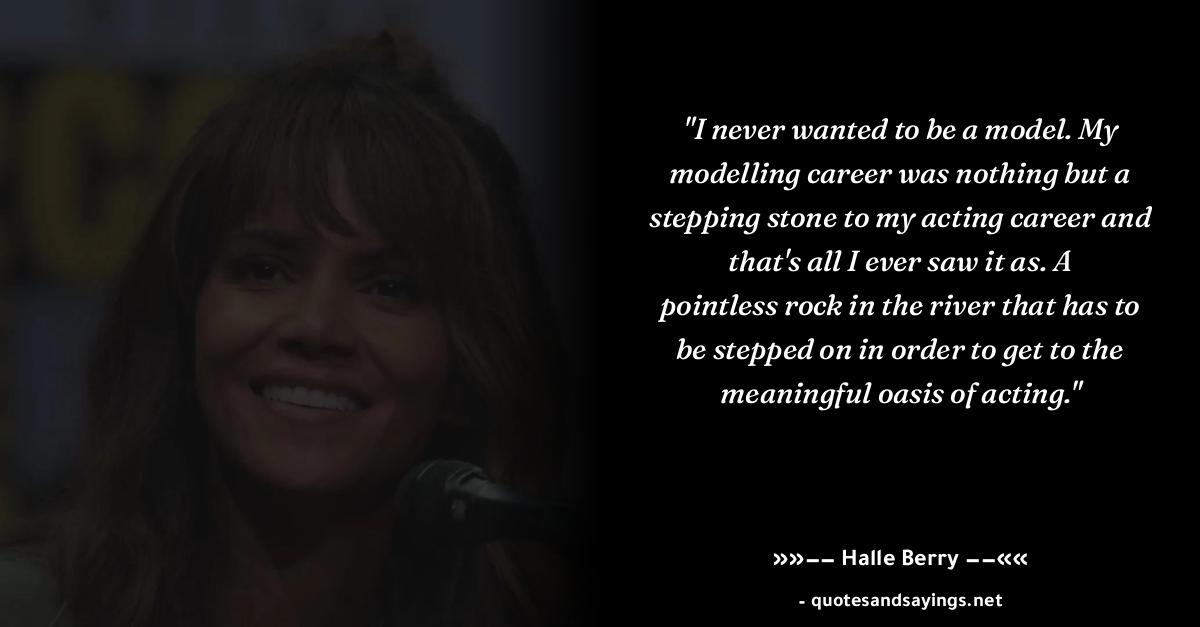 "I never wanted to be a model. My
modelling career was nothing but a
stepping stone to my acting career and
that's all I ever saw it as. A
pointless rock in the river that has to
be stepped on in order to get to the
meaningful oasis of acting."
»»–– Halle Berry ––««
- quotesandsayings.net